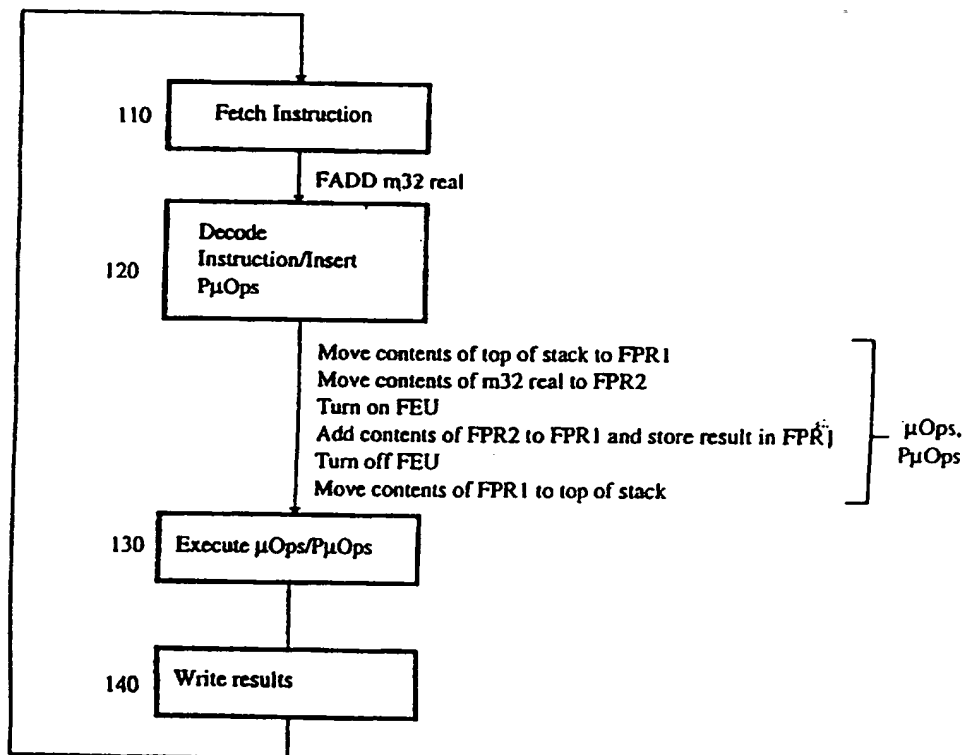 110
Fetch Instruction
FADD m32 real
120
Decode
Instruction/Insert
PμOps
Move contents of top of stack to FPR1
Move contents of m32 real to FPR2
Turn on FEU
Add contents of FPR2 to FPR1 and store result in FPR1
Turn off FEU
Move contents of FPR1 to top of stack
μOps,
PμOps
130
Execute μOps/PμOps
140
Write results